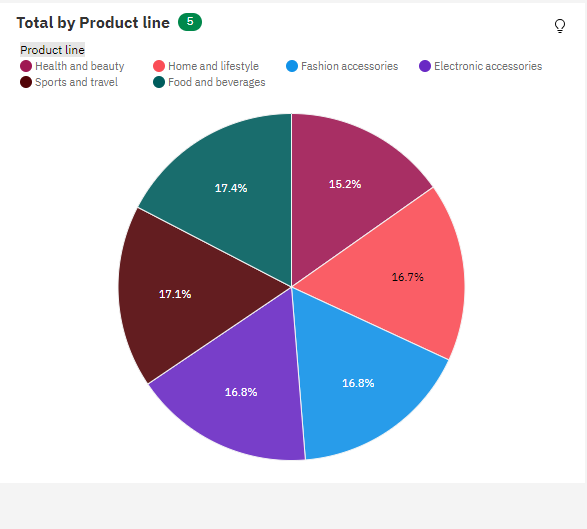 Total by Product line 5
Product line
Health and beauty Home and lifestyle Fashion accessories Electronic accessories
Sports and travel Food and beverages
17.4% 15.2%
16.7%
17.1%
16.8%
16.8%